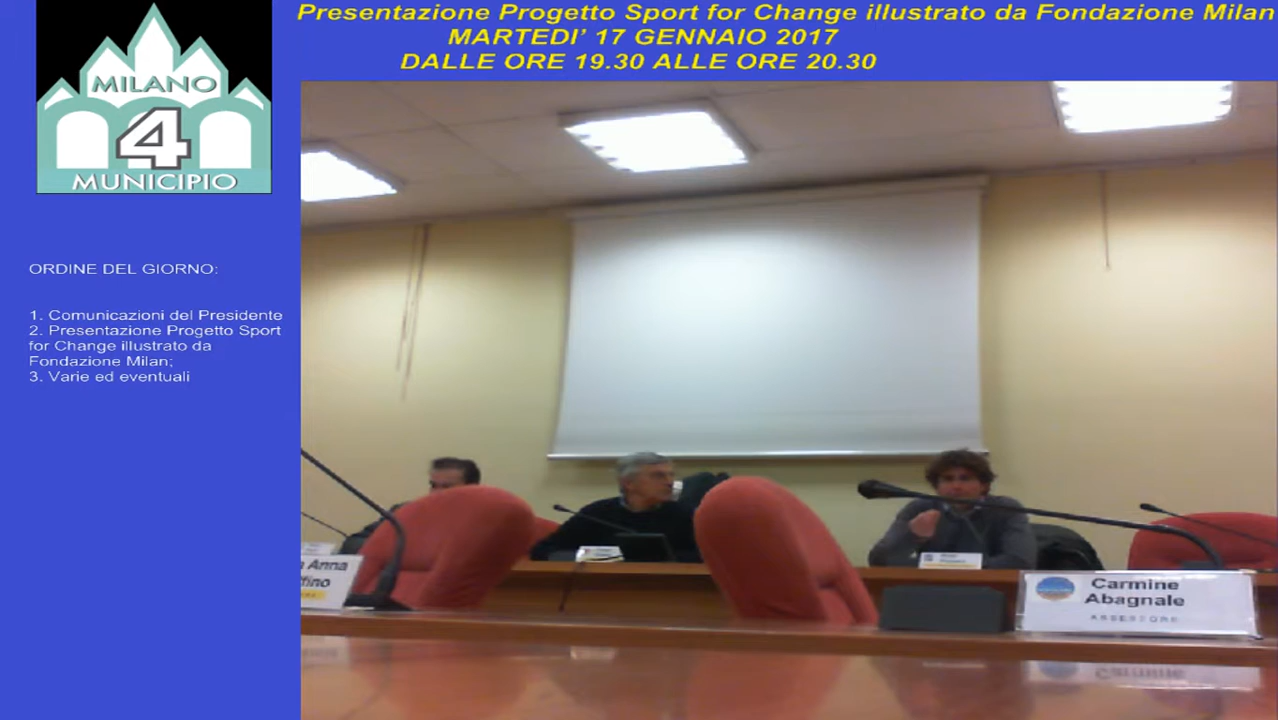 Presentazione Progetto Sport for Change illustrato da Fondazione Milan
MARTEDI' 17 GENNAIO 2017
DALLE ORE 19.30 ALLE ORE 20.30
MILANO
4
MUNICIPIO
ORDINE DEL GIORNO:
1. Comunicazioni del Presidente
2. Presentazione Progetto Sport
for Change illustrato da
Fondazione Milan;
3. Varie ed eventuali
Anna
Carmine
Abagnale
ASSESSORE